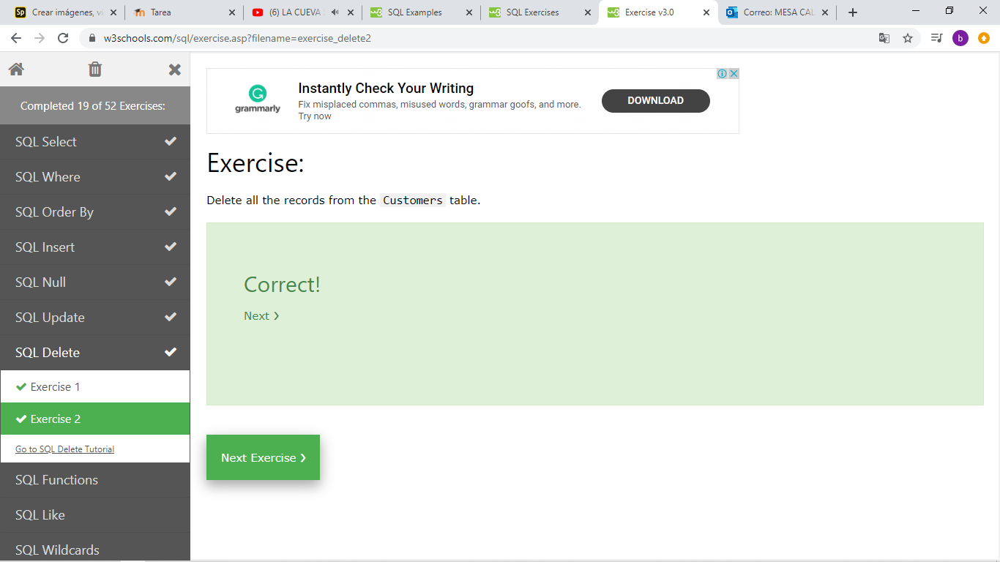 Crear imágenes, ví
Tarea
(6) LA CUEVA
SQL Examples
SQL Exercises
Exercise v3.0
Correo: MESA CAL
w3schools.com/sql/exercise.asp?filename=exercise_delete2
b
Completed 19 of 52 Exercises:
SQL Select
SQL Where
SQL Order By
SQL Insert
SQL Null
SQL Update
SQL Delete
Exercise 1
Exercise 2
Go to SQL Delete Tutorial
SQL Functions
SQL Like
SQL Wildcards
grammarly
Instantly Check Your Writing
Fix misplaced commas, misused words, grammar goofs, and more.
Try now
DOWNLOAD
Exercise:
Delete all the records from the Customers table.
Correct!
Next ❯
Next Exercise ❯